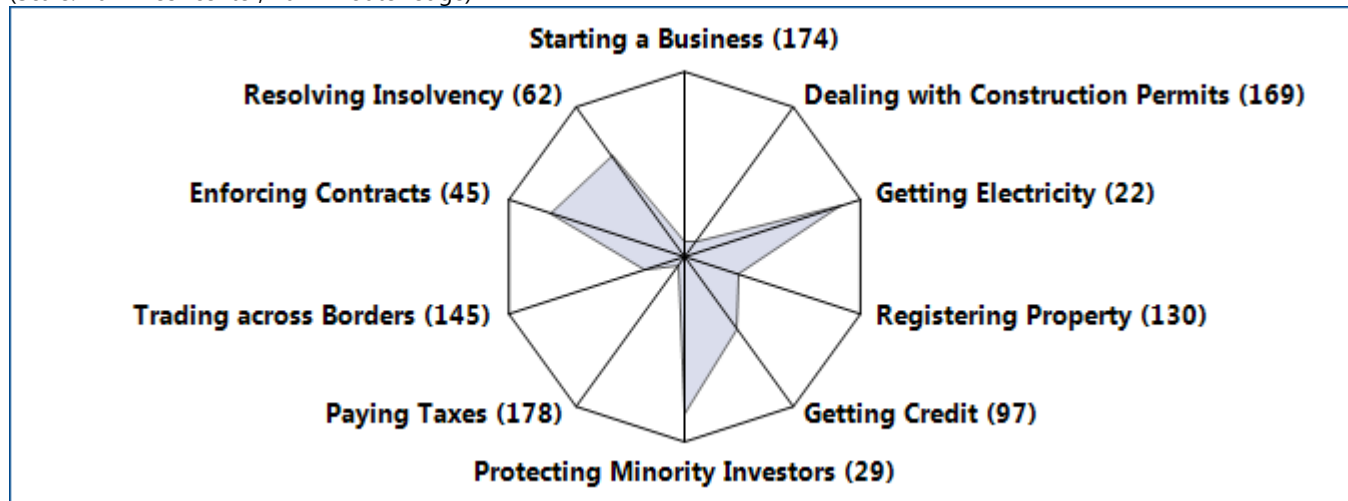 Starting a Business (174)
Resolving Insolvency (62)
Dealing with Construction Permits (169)
Enforcing Contracts (45)
Getting Electricity (22)
Trading across Borders (145)
Registering Property (130)
Paying Taxes (178)
Getting Credit (97)
Protecting Minority Investors (29)